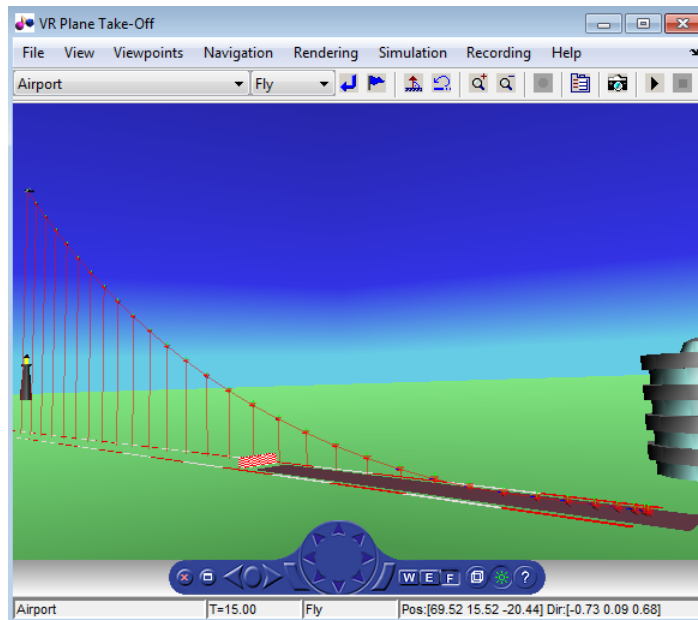 VR Plane Take-Off
File View Viewpoints Navigation Rendering Simulation Recording Help
Airport Fly
W E F ?
Airport T=15.00 Fly Pos:[69.52 15.52 -20.44] Dir:[-0.73 0.09 0.68]